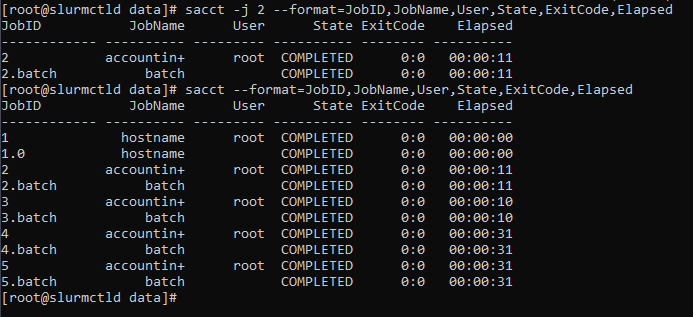 [root@slurmctld data]# sacct -j 2 --format=JobID,JobName,User,State,ExitCode,Elapsed
JobID           JobName      User      State ExitCode    Elapsed
------------ ---------- --------- ---------- -------- ----------
2            accountin+      root  COMPLETED      0:0   00:00:11
2.batch           batch            COMPLETED      0:0   00:00:11
[root@slurmctld data]# sacct --format=JobID,JobName,User,State,ExitCode,Elapsed
JobID           JobName      User      State ExitCode    Elapsed
------------ ---------- --------- ---------- -------- ----------
1              hostname      root  COMPLETED      0:0   00:00:00
1.0            hostname            COMPLETED      0:0   00:00:00
2            accountin+      root  COMPLETED      0:0   00:00:11
2.batch           batch            COMPLETED      0:0   00:00:11
3            accountin+      root  COMPLETED      0:0   00:00:10
3.batch           batch            COMPLETED      0:0   00:00:10
4            accountin+      root  COMPLETED      0:0   00:00:31
4.batch           batch            COMPLETED      0:0   00:00:31
5            accountin+      root  COMPLETED      0:0   00:00:31
5.batch           batch            COMPLETED      0:0   00:00:31
[root@slurmctld data]#